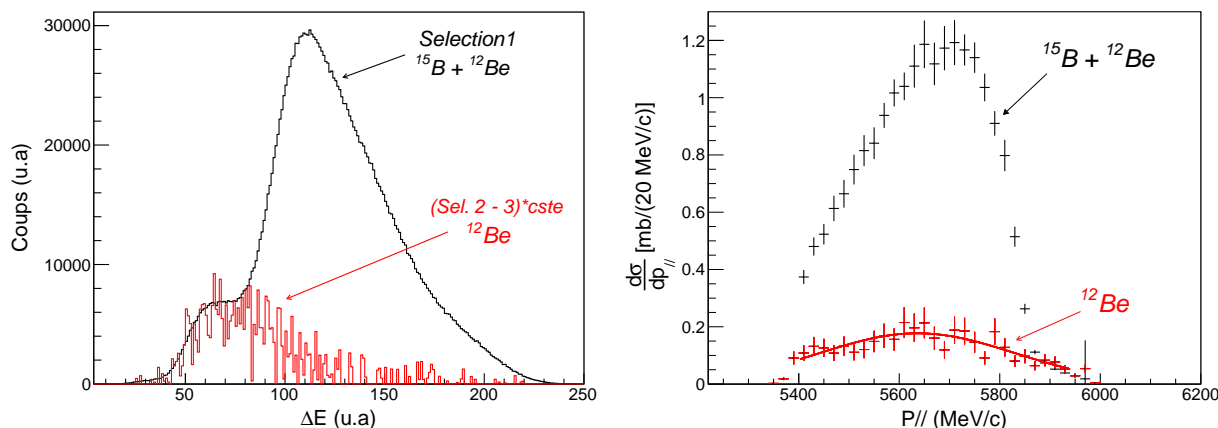 30000
20000
10000
0
Coups (u.a)
Selection1
¹⁵B + ¹²Be
(Sel. 2 - 3)*cste
¹²Be
50 100 150 200 250
ΔE (u.a)
1.2
1
0.8
0.6
0.4
0.2
0
dσ/dp// [mb/(20 MeV/c)]
¹⁵B + ¹²Be
¹²Be
5400 5600 5800 6000 6200
P// (MeV/c)